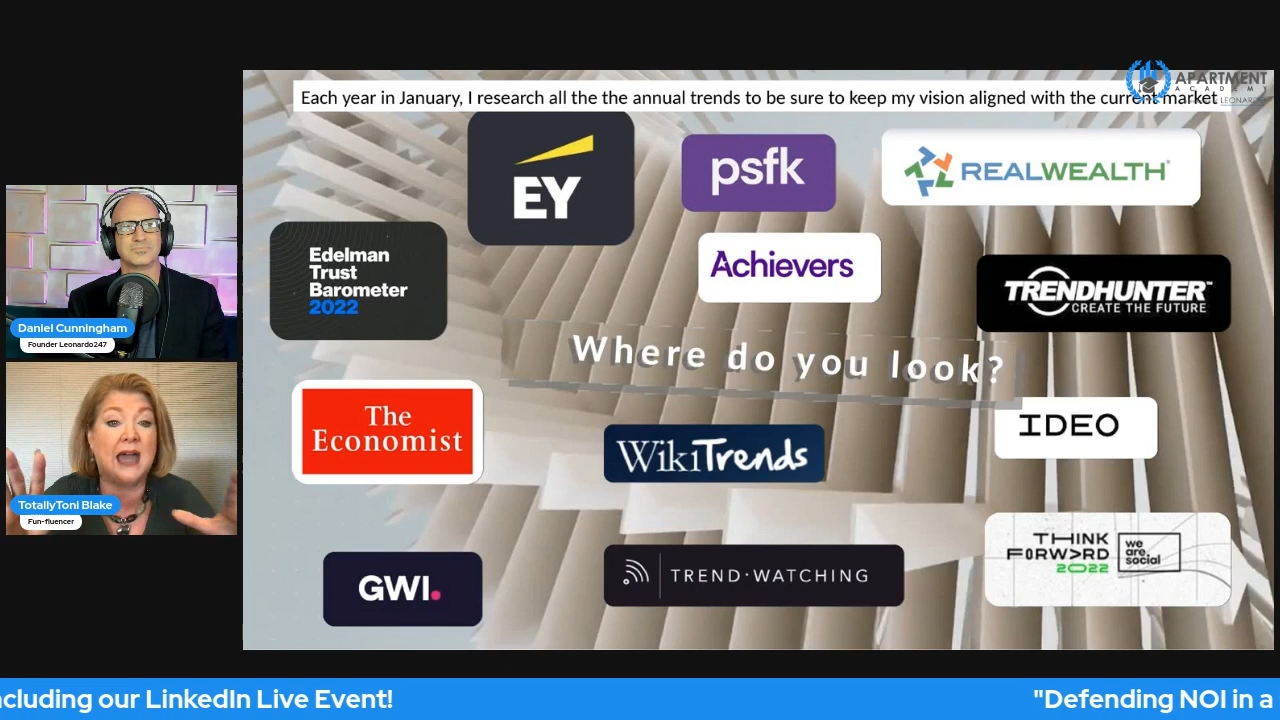 Each year in January, I research all the the annual trends to be sure to keep my vision aligned with the current market
APARTMENT
ACADEMY
LEONARDO
EY
psfk
REALWEALTH®
Edelman
Trust
Barometer
2022
Achievers
TRENDHUNTER™
CREATE THE FUTURE
Where do you look?
The
Economist
WikiTrends
IDEO
THINK
FORWARD
2022
we
are
social
GWI.
TREND·WATCHING
Daniel Cunningham
Founder Leonardo247
TotallyToni Blake
Fun-fluencer
ncluding our LinkedIn Live Event!
"Defending NOI in a